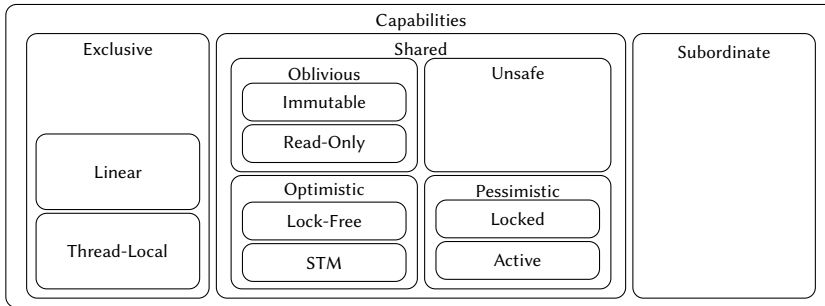 Capabilities
Exclusive
Linear
Thread-Local
Shared
Oblivious
Immutable
Read-Only
Unsafe
Optimistic
Lock-Free
STM
Pessimistic
Locked
Active
Subordinate